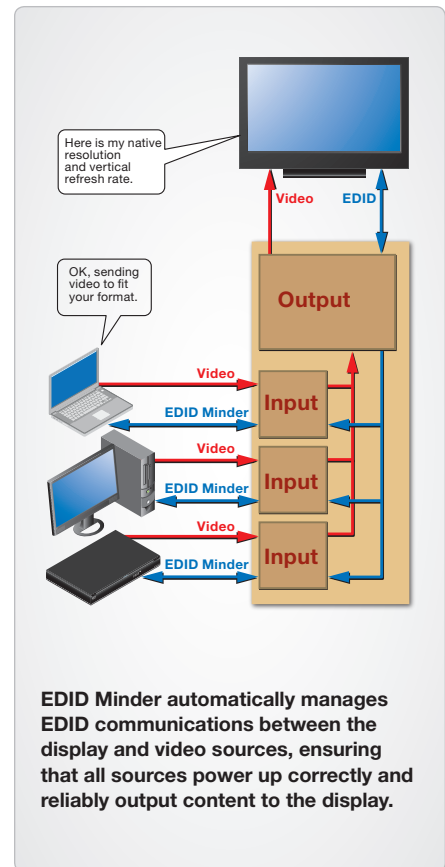 Here is my native
resolution
and vertical
refresh rate.
Video
EDID
OK, sending
video to fit
your format.
Output
Video
Input
EDID Minder
Video
Input
EDID Minder
Video
Input
EDID Minder
EDID Minder automatically manages
EDID communications between the
display and video sources, ensuring
that all sources power up correctly and
reliably output content to the display.